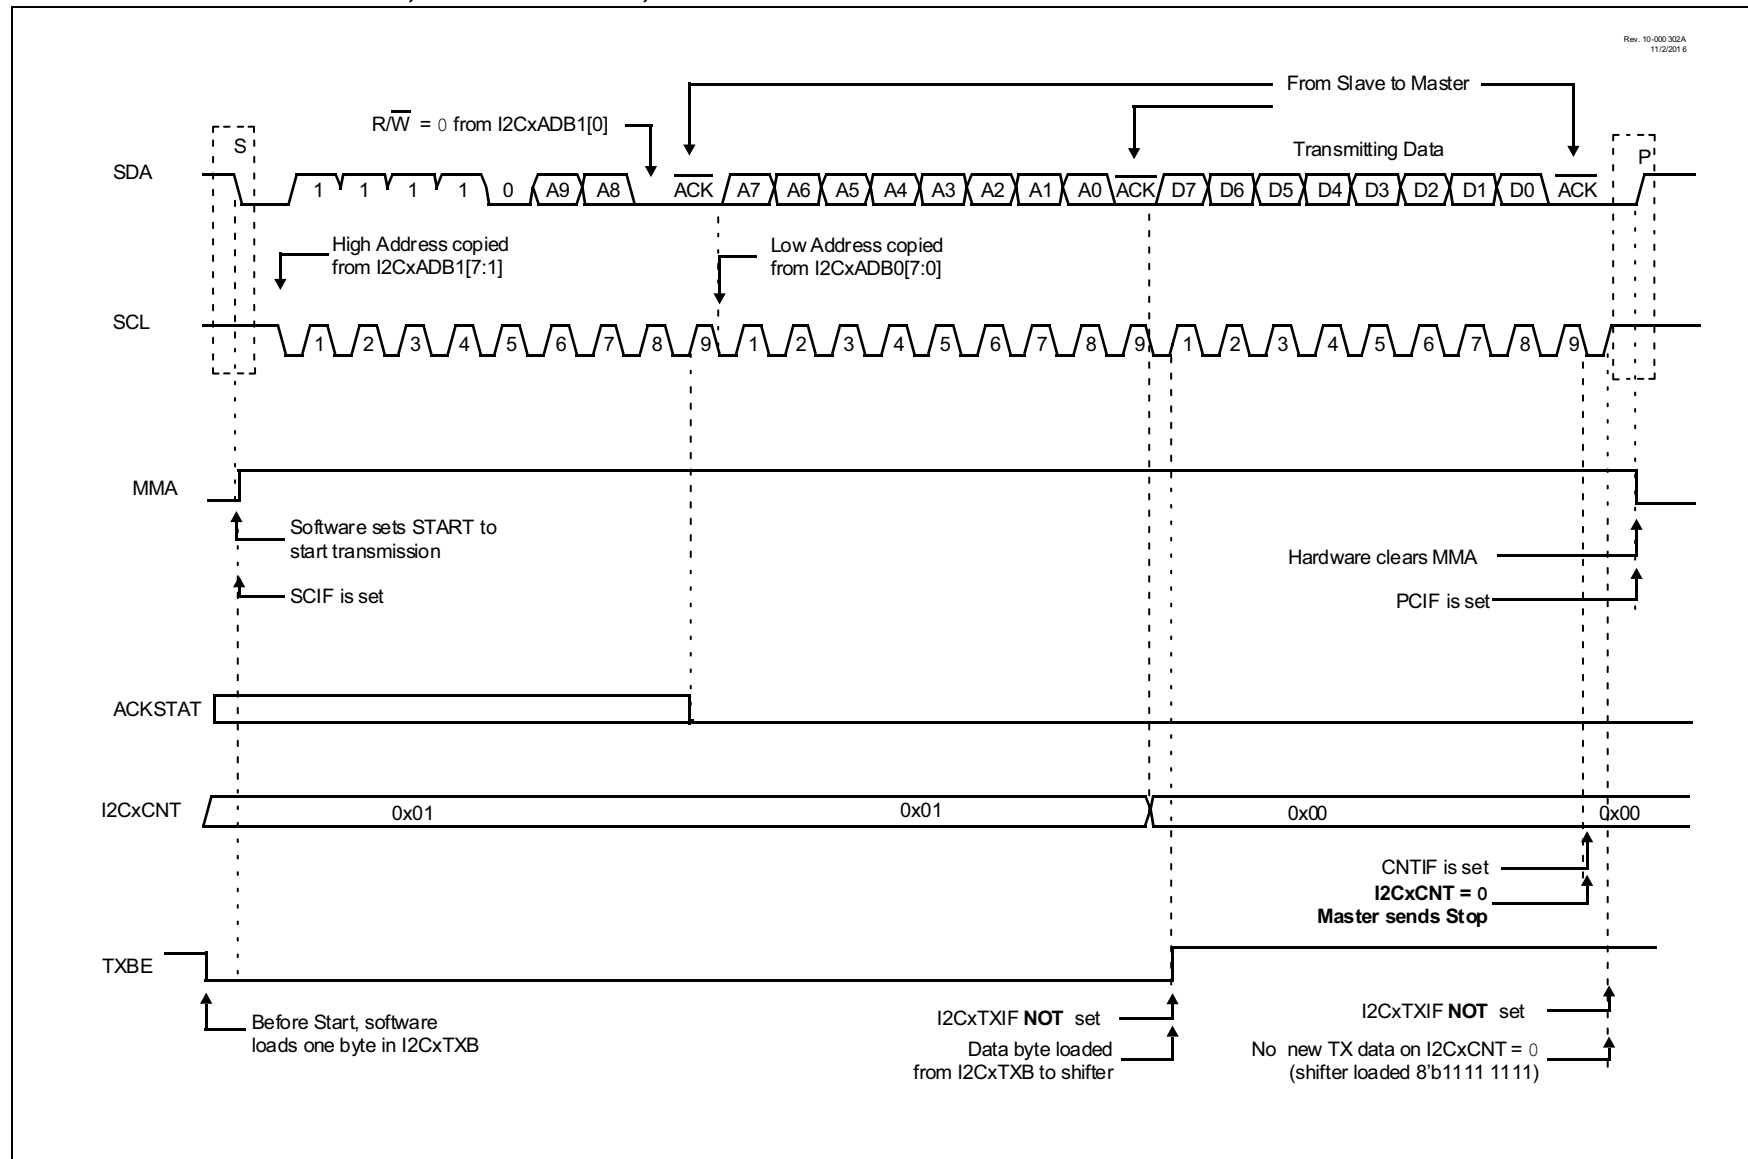 Rev. 10-000 302A
11/2/201 6
From Slave to Master
R/W = 0 from I2CxADB1[0]
S
Transmitting Data
P
SDA
1 1 1 1 0 A9 A8 ACK A7 A6 A5 A4 A3 A2 A1 A0 ACK D7 D6 D5 D4 D3 D2 D1 D0 ACK
High Address copied
from I2CxADB1[7:1]
Low Address copied
from I2CxADB0[7:0]
SCL
1 2 3 4 5 6 7 8 9 1 2 3 4 5 6 7 8 9 1 2 3 4 5 6 7 8 9
MMA
Software sets START to
start transmission
Hardware clears MMA
SCIF is set
PCIF is set
ACKSTAT
I2CxCNT
0x01 0x01 0x00 0x00
CNTIF is set
I2CxCNT = 0
Master sends Stop
TXBE
Before Start, software
loads one byte in I2CxTXB
I2CxTXIF NOT set
Data byte loaded
from I2CxTXB to shifter
I2CxTXIF NOT set
No new TX data on I2CxCNT = 0
(shifter loaded 8'b1111 1111)